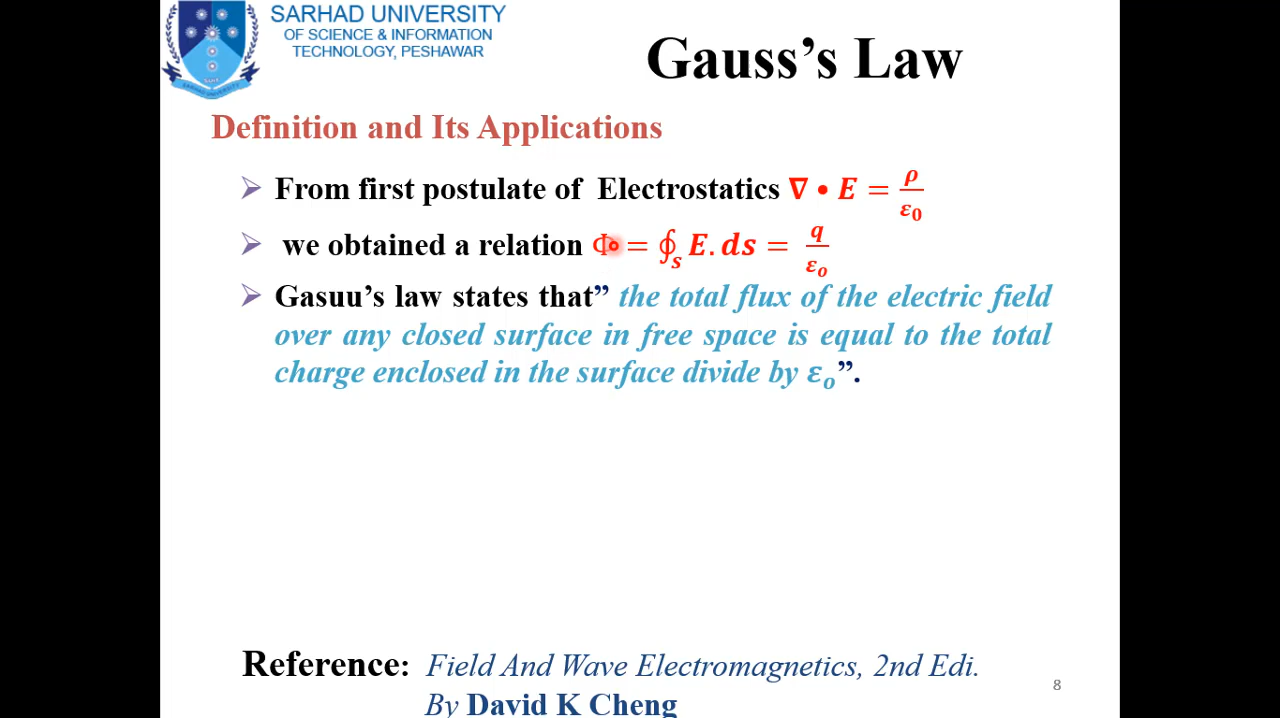 SARHAD UNIVERSITY
OF SCIENCE & INFORMATION
TECHNOLOGY, PESHAWAR
Gauss's Law
Definition and Its Applications
➢ From first postulate of Electrostatics ∇ • E = ρ/ε₀
➢ we obtained a relation Φ = ∮ₛ E. ds = q/εₒ
➢ Gasuu's law states that” the total flux of the electric field
over any closed surface in free space is equal to the total
charge enclosed in the surface divide by εₒ”.
Reference: Field And Wave Electromagnetics, 2nd Edi.
8
By David K Cheng